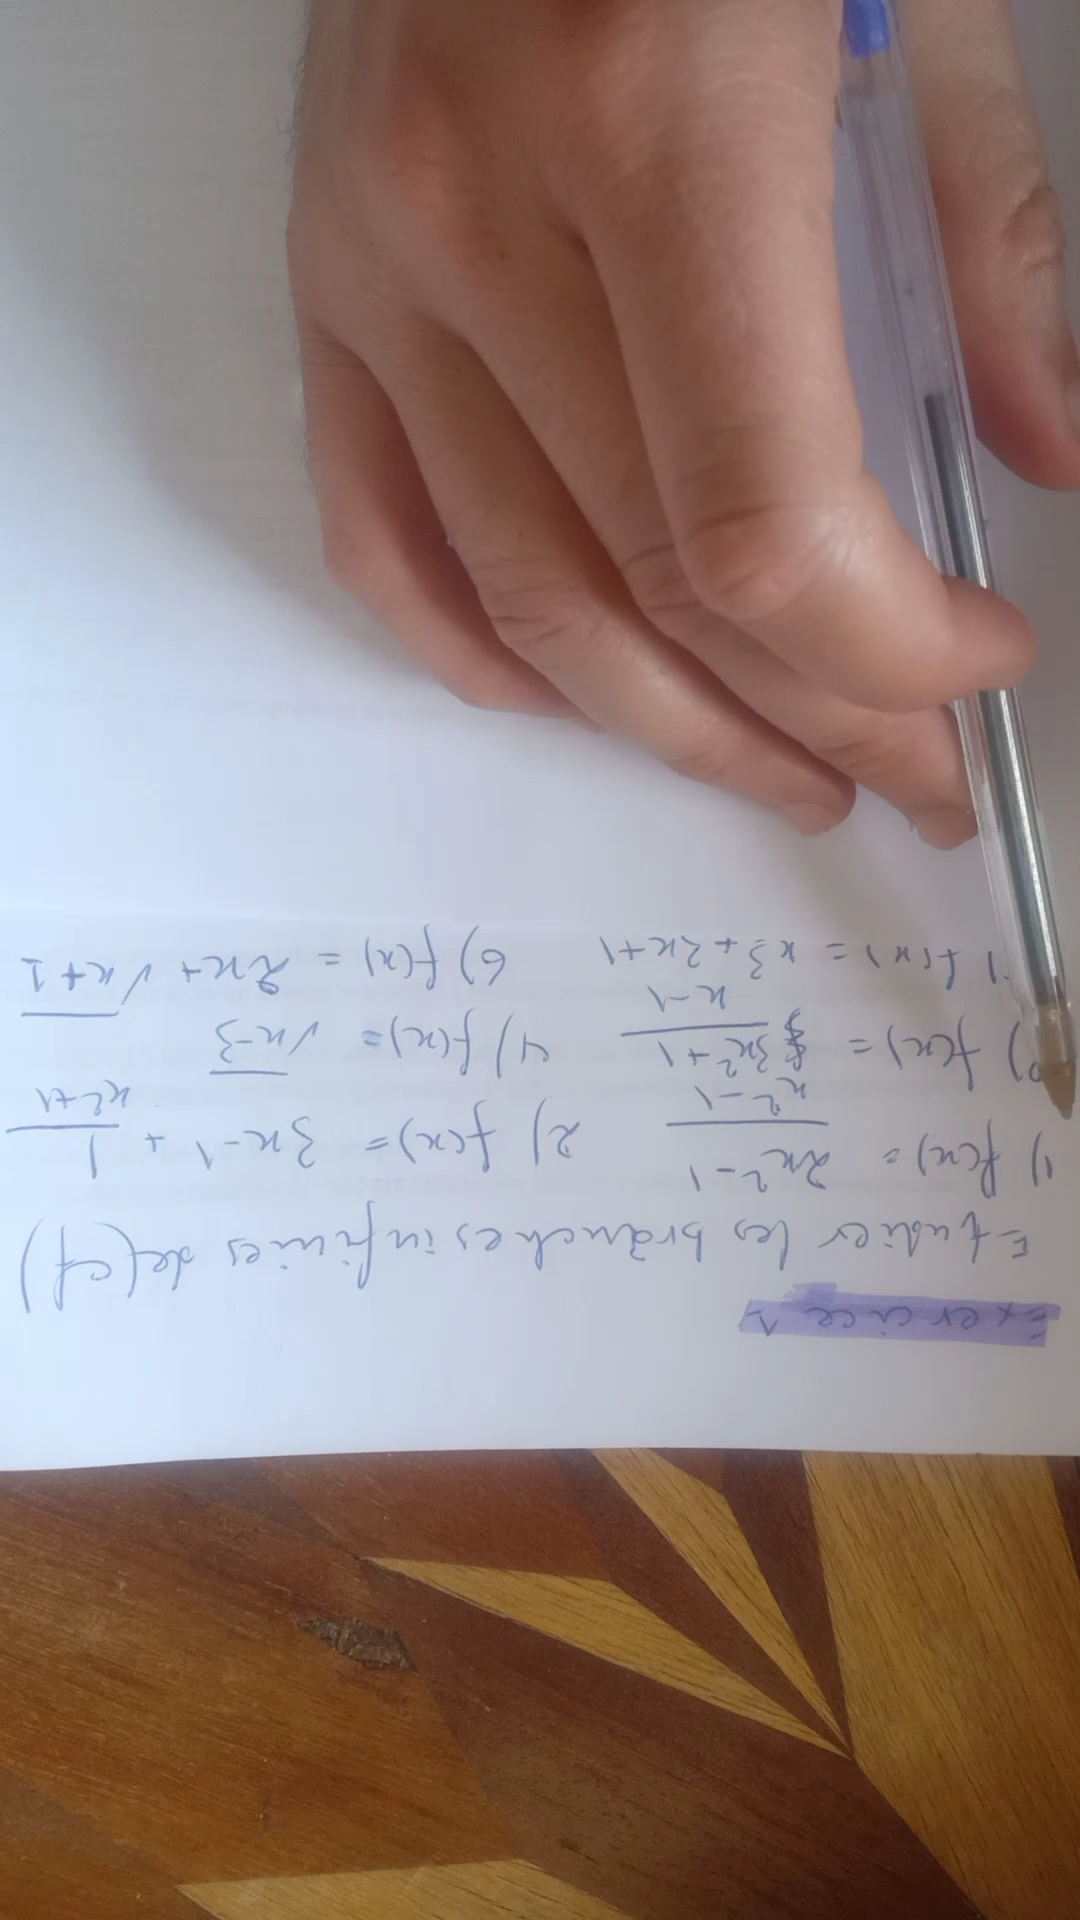 Exercice 1
Etudier les branches infinies de (Cf)
1) f(x) = (2x²-1)/(x²-1) 2) f(x) = 3x-1 + 1/(x²+1)
) f(x) = (3x²+1)/(x-1) 4) f(x) = √(x-3)
) f(x) = x3+2x+1 6) f(x) = 2x+√(x+1)